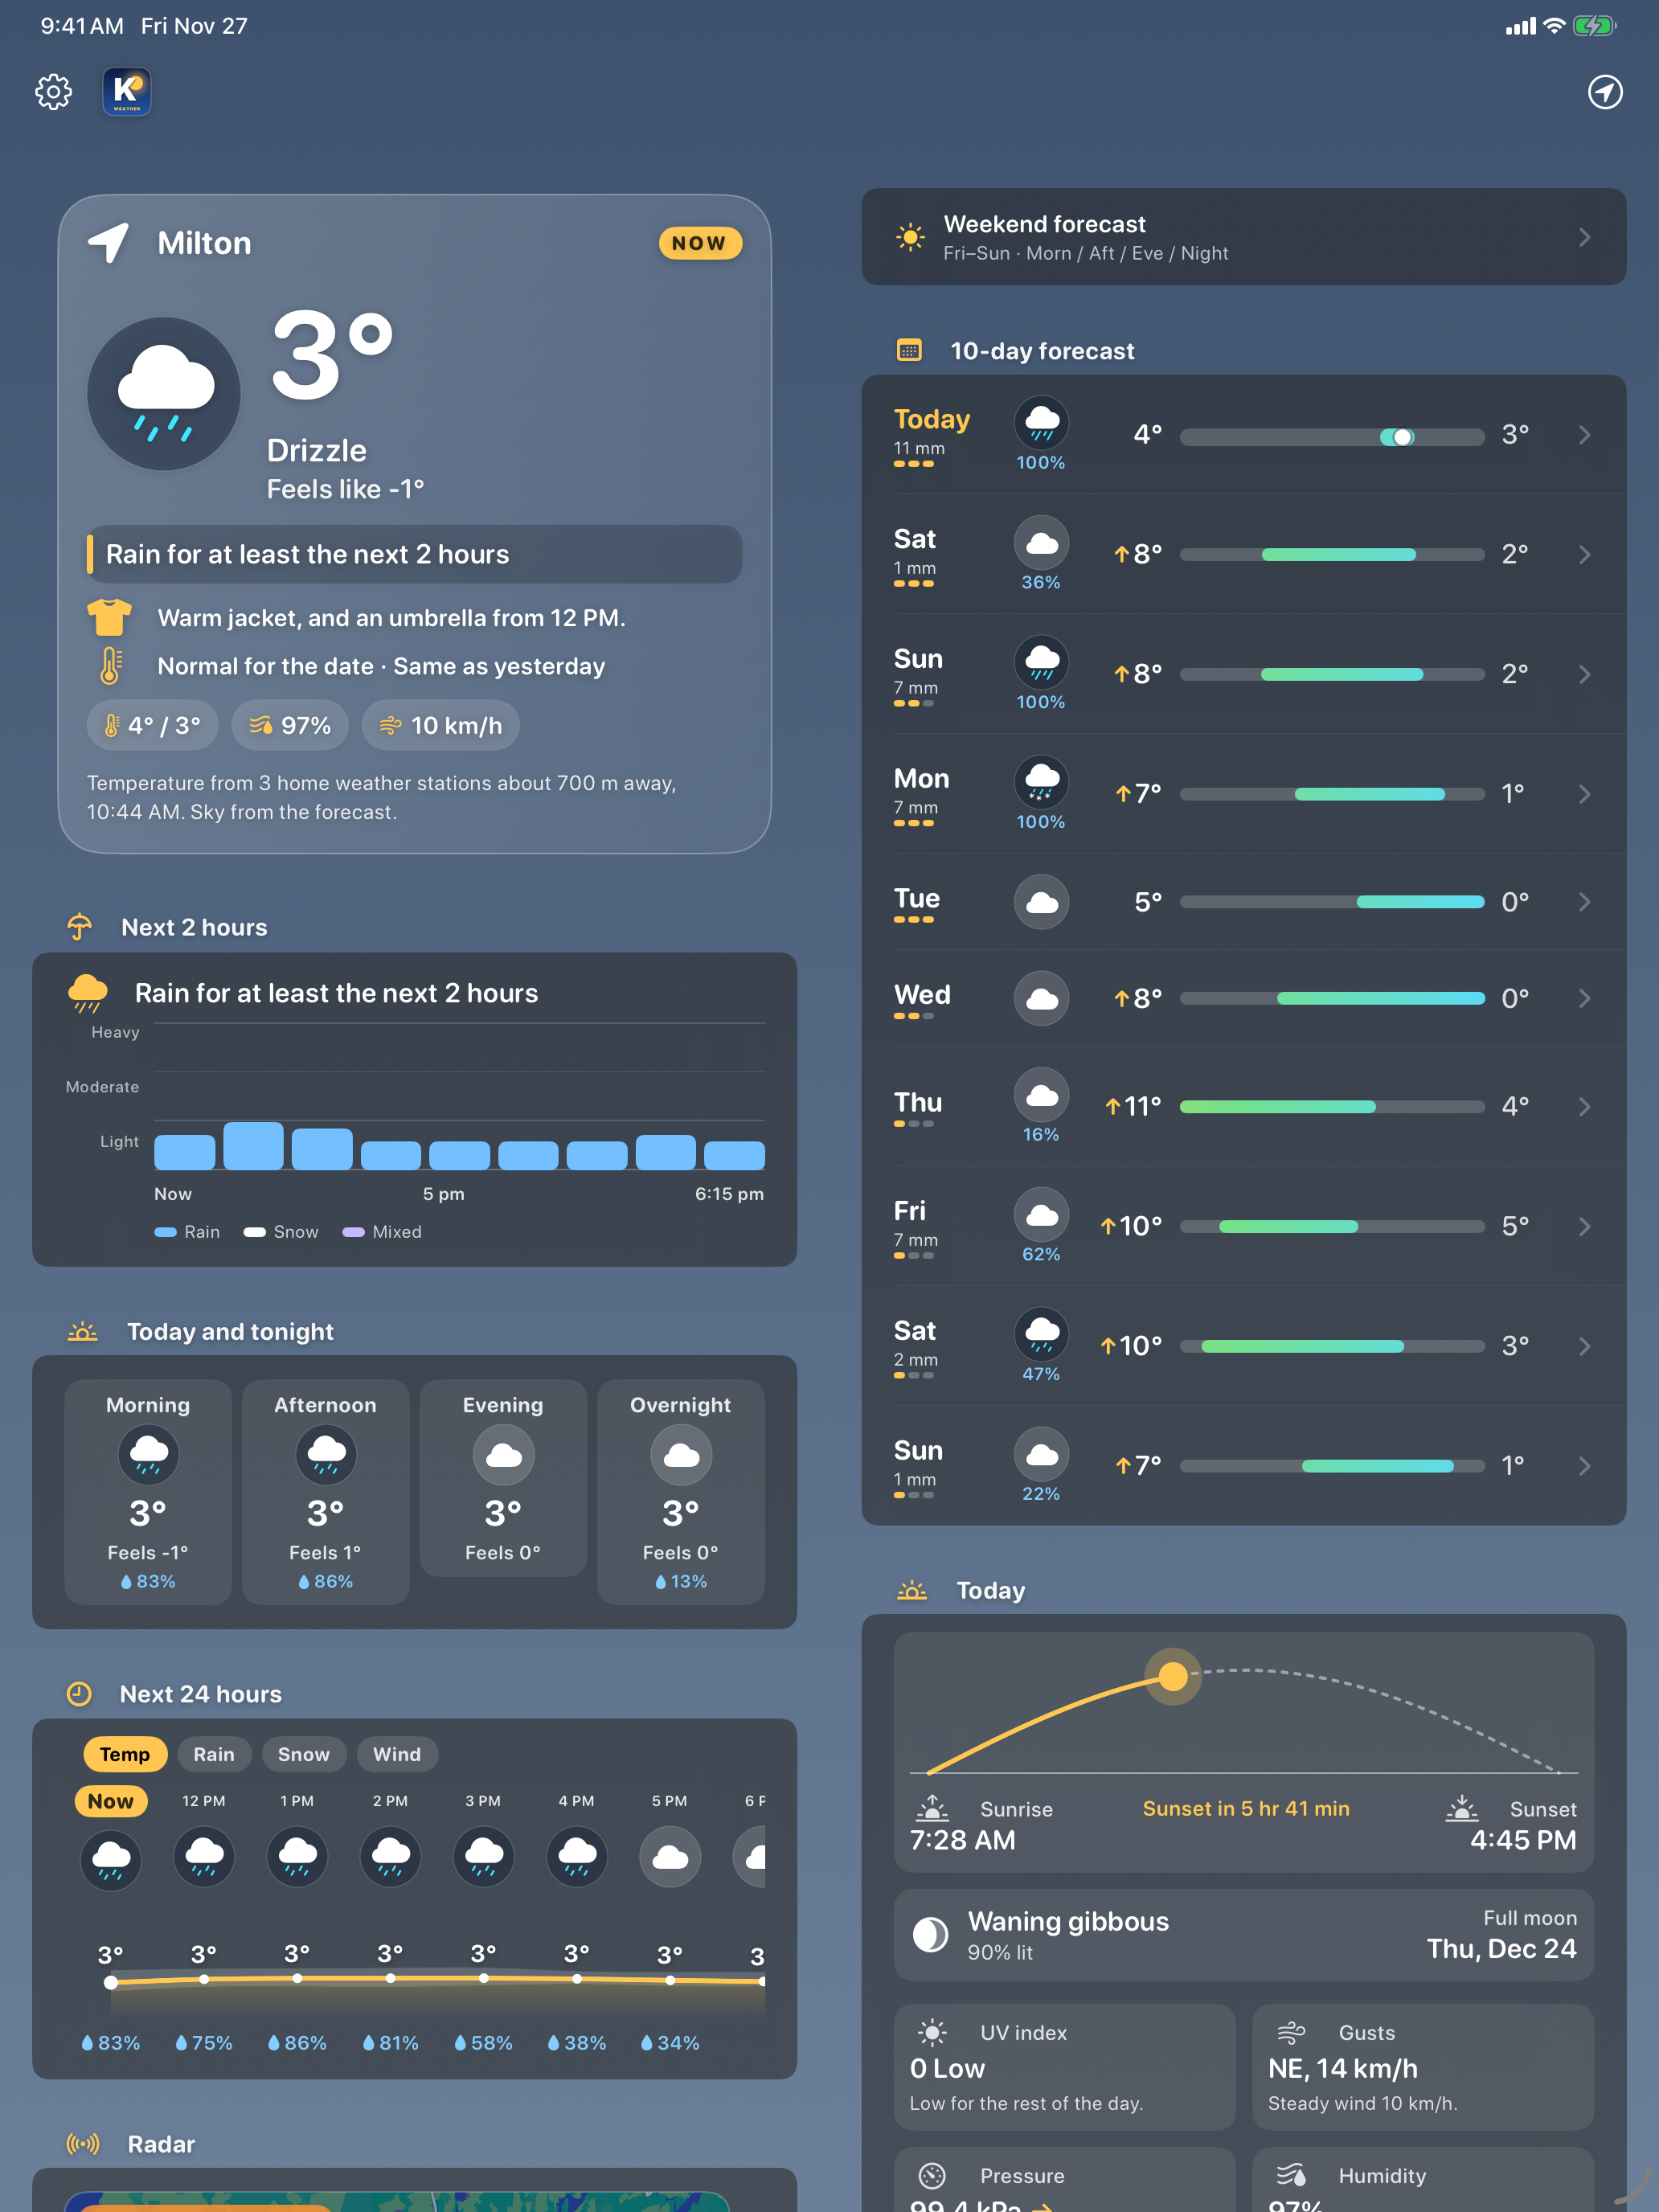 9:41 AM Fri Nov 27
K
WEATHER
Milton
NOW
3°
Drizzle
Feels like -1°
Rain for at least the next 2 hours
Warm jacket, and an umbrella from 12 PM.
Normal for the date · Same as yesterday
4° / 3° 97% 10 km/h
Temperature from 3 home weather stations about 700 m away,
10:44 AM. Sky from the forecast.
Next 2 hours
Rain for at least the next 2 hours
Heavy
Moderate
Light
Now 5 pm 6:15 pm
Rain Snow Mixed
Today and tonight
Morning Afternoon Evening Overnight
3° 3° 3° 3°
Feels -1° Feels 1° Feels 0° Feels 0°
83% 86% 13%
Next 24 hours
Temp Rain Snow Wind
Now 12 PM 1 PM 2 PM 3 PM 4 PM 5 PM 6 P
3° 3° 3° 3° 3° 3° 3° 3
83% 75% 86% 81% 58% 38% 34%
Radar
Weekend forecast
Fri–Sun · Morn / Aft / Eve / Night
10-day forecast
Today 4° 3°
11 mm
100%
Sat 8° 2°
1 mm
36%
Sun 8° 2°
7 mm
100%
Mon 7° 1°
7 mm
100%
Tue 5° 0°
Wed 8° 0°
Thu 11° 4°
16%
Fri 10° 5°
7 mm
62%
Sat 10° 3°
2 mm
47%
Sun 7° 1°
1 mm
22%
Today
Sunrise Sunset in 5 hr 41 min Sunset
7:28 AM 4:45 PM
Waning gibbous Full moon
90% lit Thu, Dec 24
UV index Gusts
0 Low NE, 14 km/h
Low for the rest of the day. Steady wind 10 km/h.
Pressure Humidity
99.4 kPa → 97%